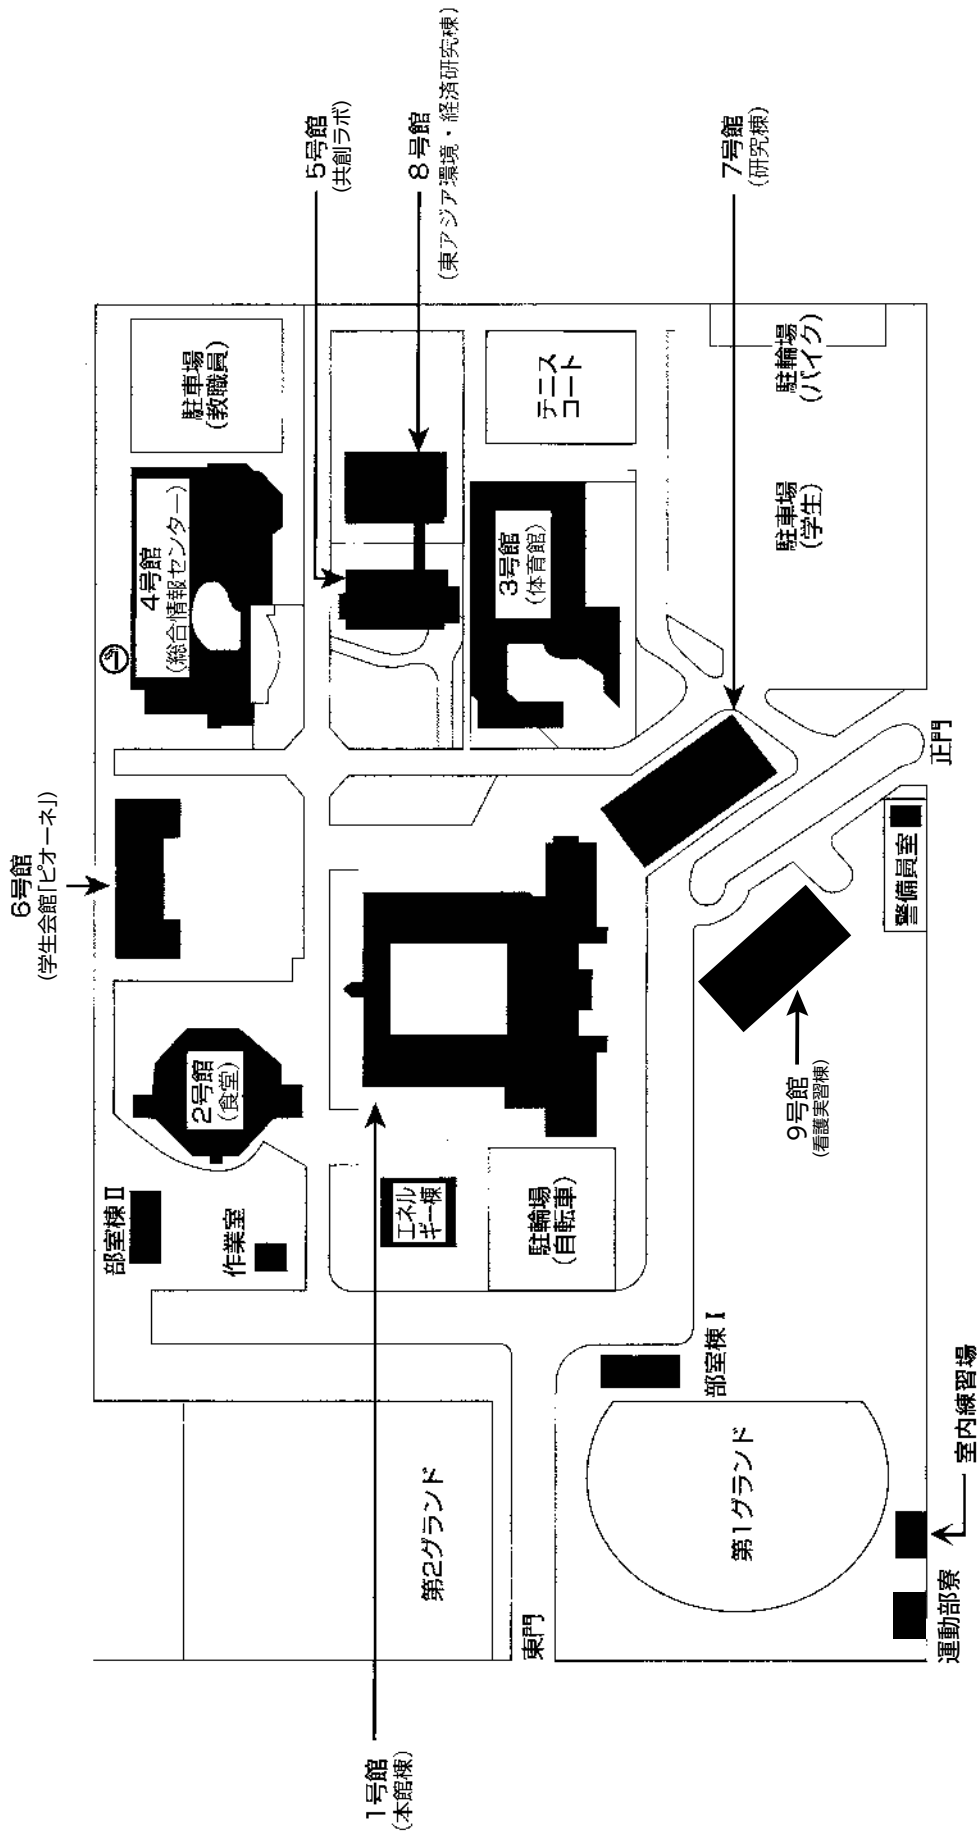 6号館
(学生会館「ピオーネ」)
4号館
(総合情報センター)
駐車場
(教職員)
5号館
(共創ラボ)
8号館
(東アジア環境・経済研究棟)
部室棟Ⅱ
作業室
2号館
(食堂)
エネル
ギー棟
駐輪場
(自転車)
3号館
(体育館)
テニス
コート
1号館
(本館棟)
第2グランド
東門
第1グランド
部室棟Ⅰ
9号館
(看護実習棟)
7号館
(研究棟)
駐車場
(学生)
駐輪場
(バイク)
運動部寮
室内練習場
警備員室
正門